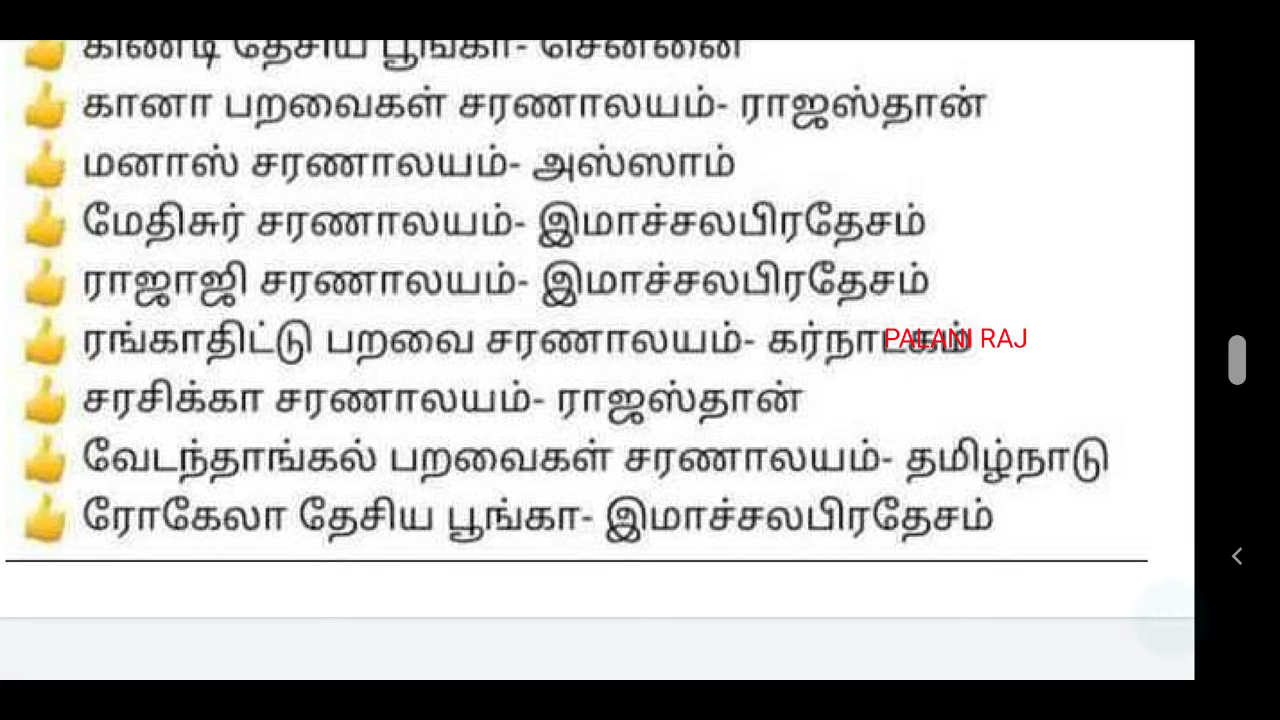 கிண்டி தேசிய பூங்கா- சென்னை
கானா பறவைகள் சரணாலயம்- ராஜஸ்தான்
மனாஸ் சரணாலயம்- அஸ்ஸாம்
மேதிசுர் சரணாலயம்- இமாச்சலபிரதேசம்
ராஜாஜி சரணாலயம்- இமாச்சலபிரதேசம்
ரங்காதிட்டு பறவை சரணாலயம்- கர்நாடகம் PALANI RAJ
சரசிக்கா சரணாலயம்- ராஜஸ்தான்
வேடந்தாங்கல் பறவைகள் சரணாலயம்- தமிழ்நாடு
ரோகேலா தேசிய பூங்கா- இமாச்சலபிரதேசம்